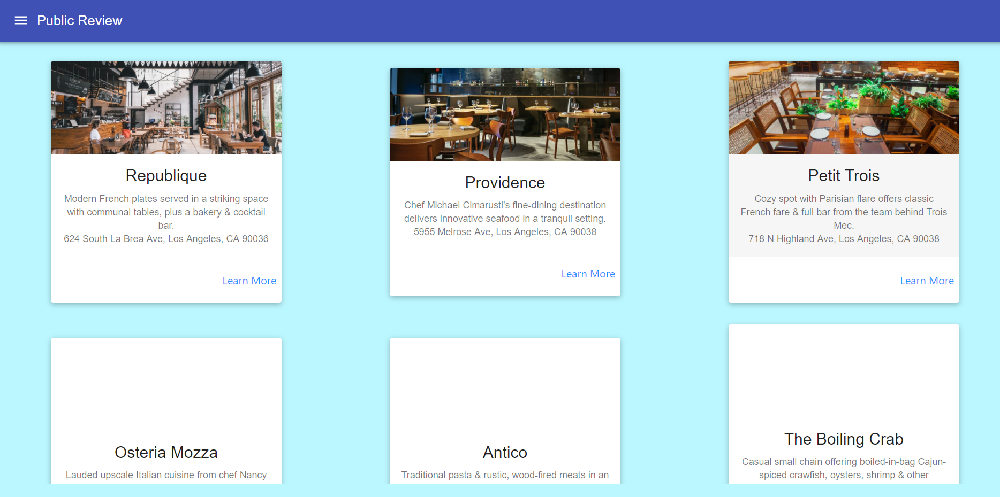 Public Review
Republique
Modern French plates served in a striking space
with communal tables, plus a bakery & cocktail
bar.
624 South La Brea Ave, Los Angeles, CA 90036
Learn More
Providence
Chef Michael Cimarusti's fine-dining destination
delivers innovative seafood in a tranquil setting.
5955 Melrose Ave, Los Angeles, CA 90038
Learn More
Petit Trois
Cozy spot with Parisian flare offers classic
French fare & full bar from the team behind Trois
Mec.
718 N Highland Ave, Los Angeles, CA 90038
Learn More
Osteria Mozza
Lauded upscale Italian cuisine from chef Nancy
Antico
Traditional pasta & rustic, wood-fired meats in an
The Boiling Crab
Casual small chain offering boiled-in-bag Cajun-
spiced crawfish, oysters, shrimp & other